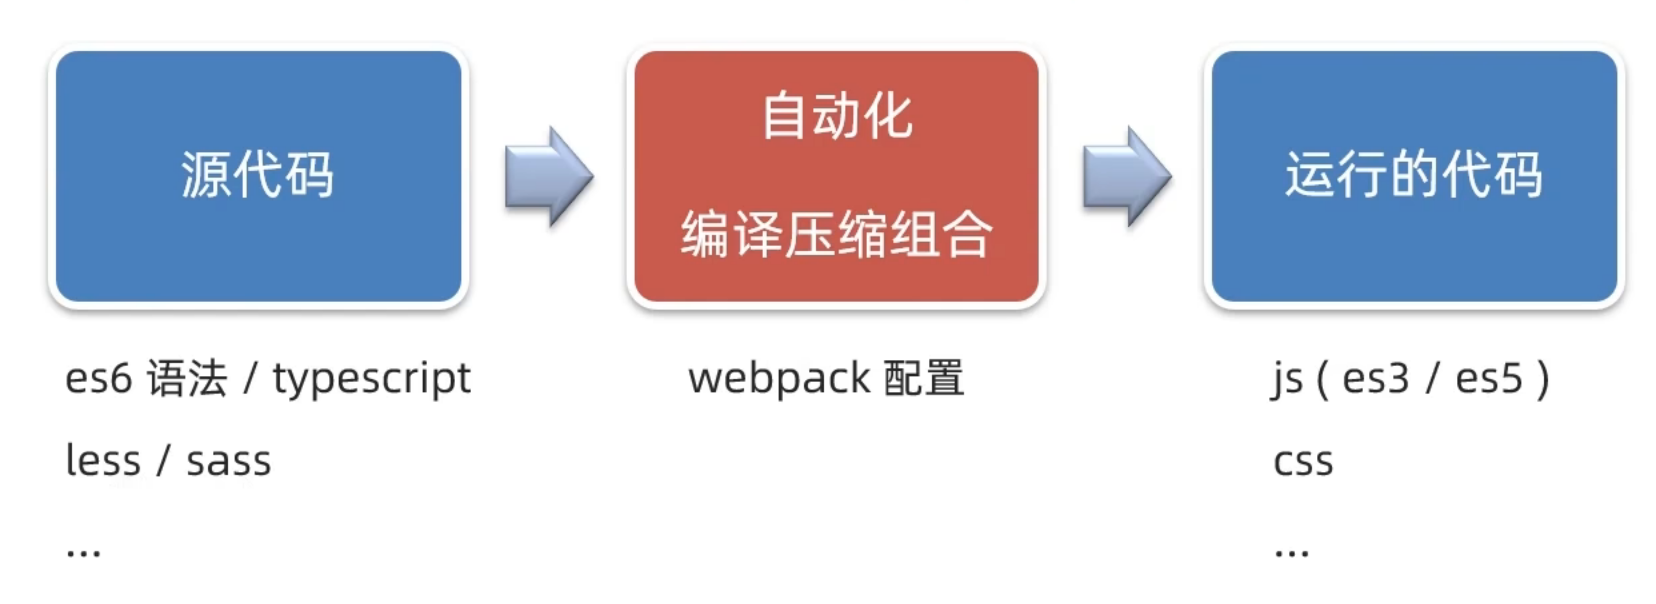 源代码
自动化
编译压缩组合
运行的代码
es6 语法 / typescript
less / sass
...
webpack 配置
js ( es3 / es5 )
css
...